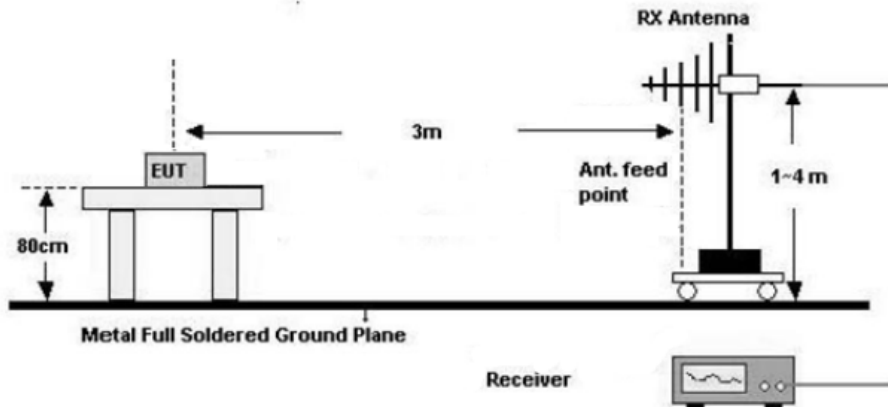 RX Antenna
3m
EUT
Ant. feed
point
1~4 m
80cm
Metal Full Soldered Ground Plane
Receiver